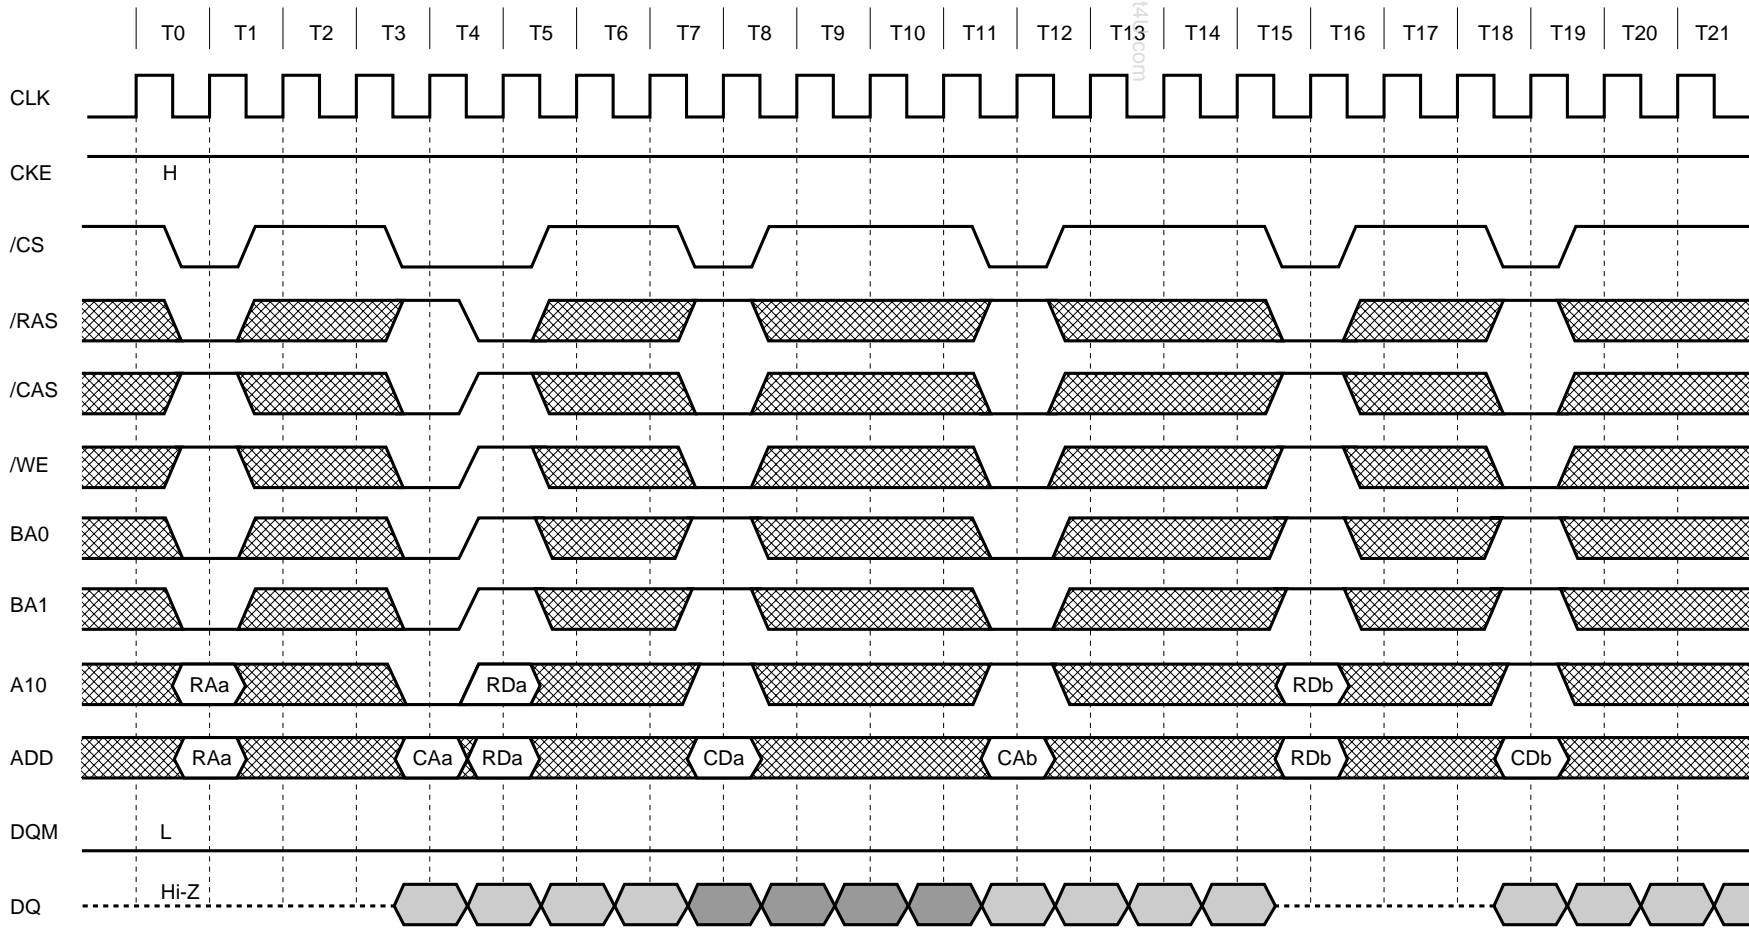 T0 T1 T2 T3 T4 T5 T6 T7 T8 T9 T10 T11 T12 T13 T14 T15 T16 T17 T18 T19 T20 T21
CLK
CKE H
/CS
/RAS
/CAS
/WE
BA0
BA1
A10 RAa RDa RDb
ADD RAa CAa RDa CDa CAb RDb CDb
DQM L
DQ Hi-Z